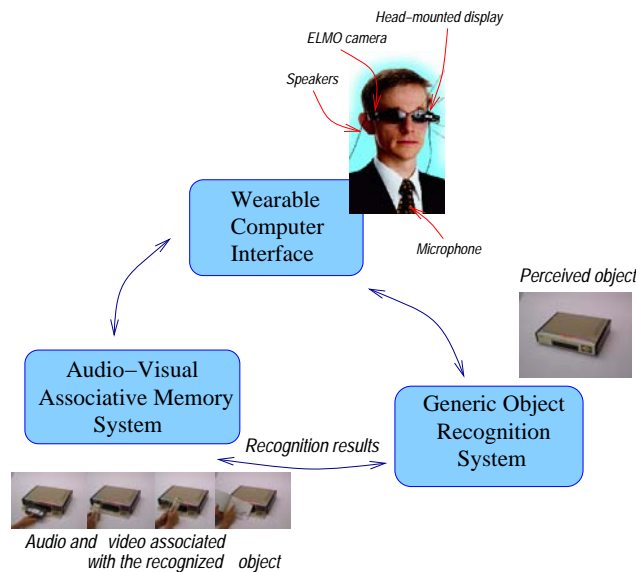 Head−mounted display
ELMO camera
Speakers
Wearable
Computer
Interface
Microphone
Perceived object
Audio−Visual
Associative Memory
System
Generic Object
Recognition
System
Recognition results
Audio and video associated
with the recognized object